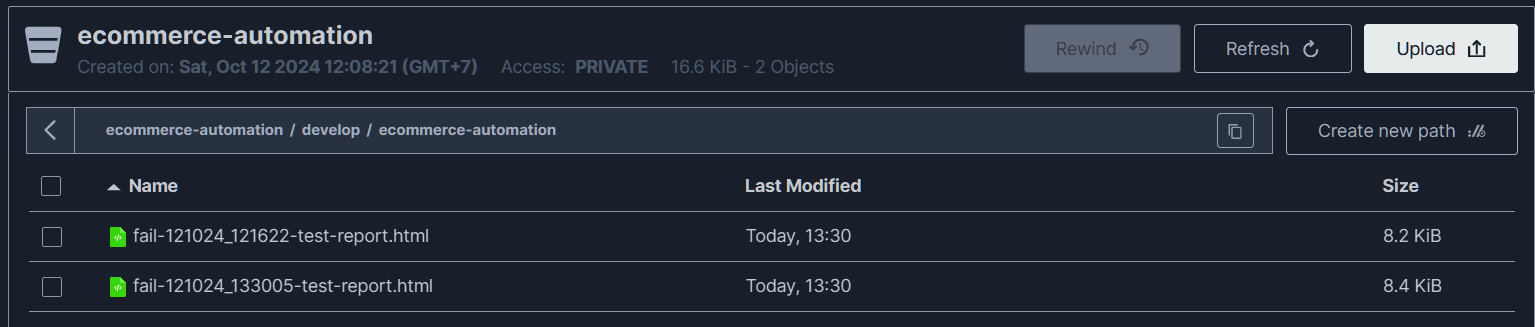 ecommerce-automation
Created on: Sat, Oct 12 2024 12:08:21 (GMT+7) Access: PRIVATE 16.6 KiB - 2 Objects
Rewind Refresh Upload
ecommerce-automation / develop / ecommerce-automation
Create new path
Name Last Modified Size
fail-121024_121622-test-report.html Today, 13:30 8.2 KiB
fail-121024_133005-test-report.html Today, 13:30 8.4 KiB